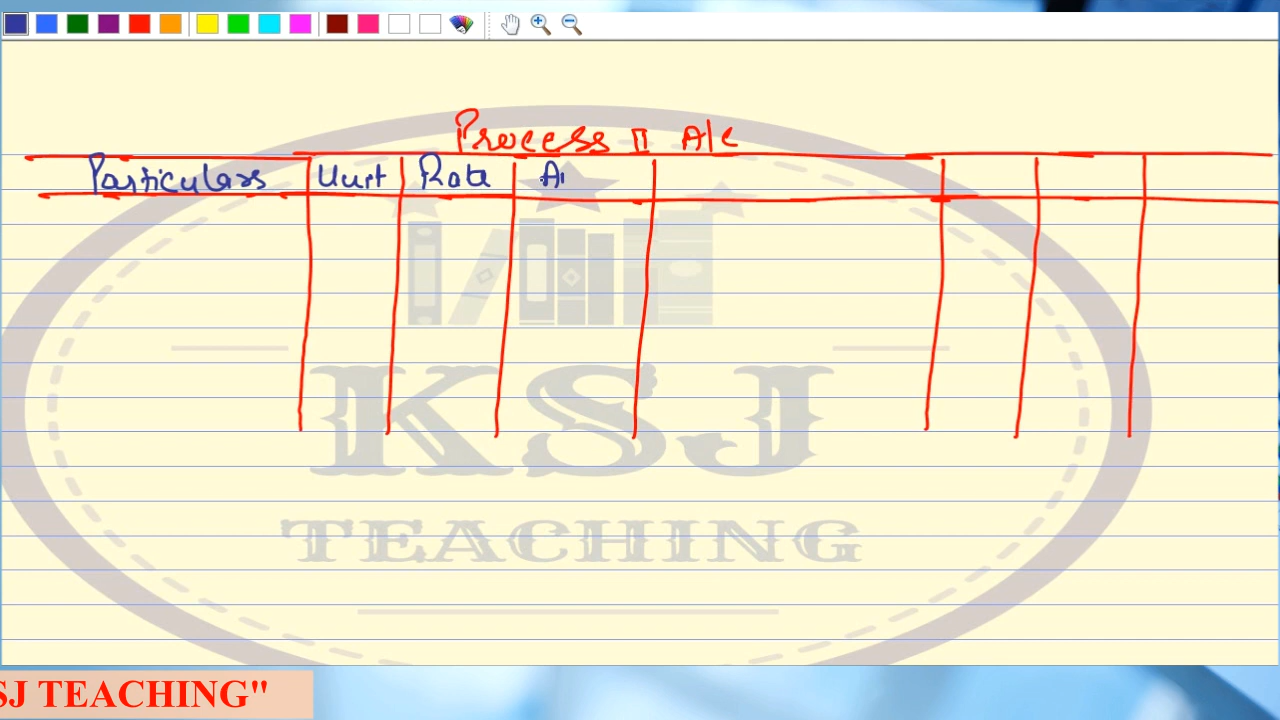 Process II A/C
Particulars Unit Rate A
KSJ
TEACHING
SJ TEACHING"